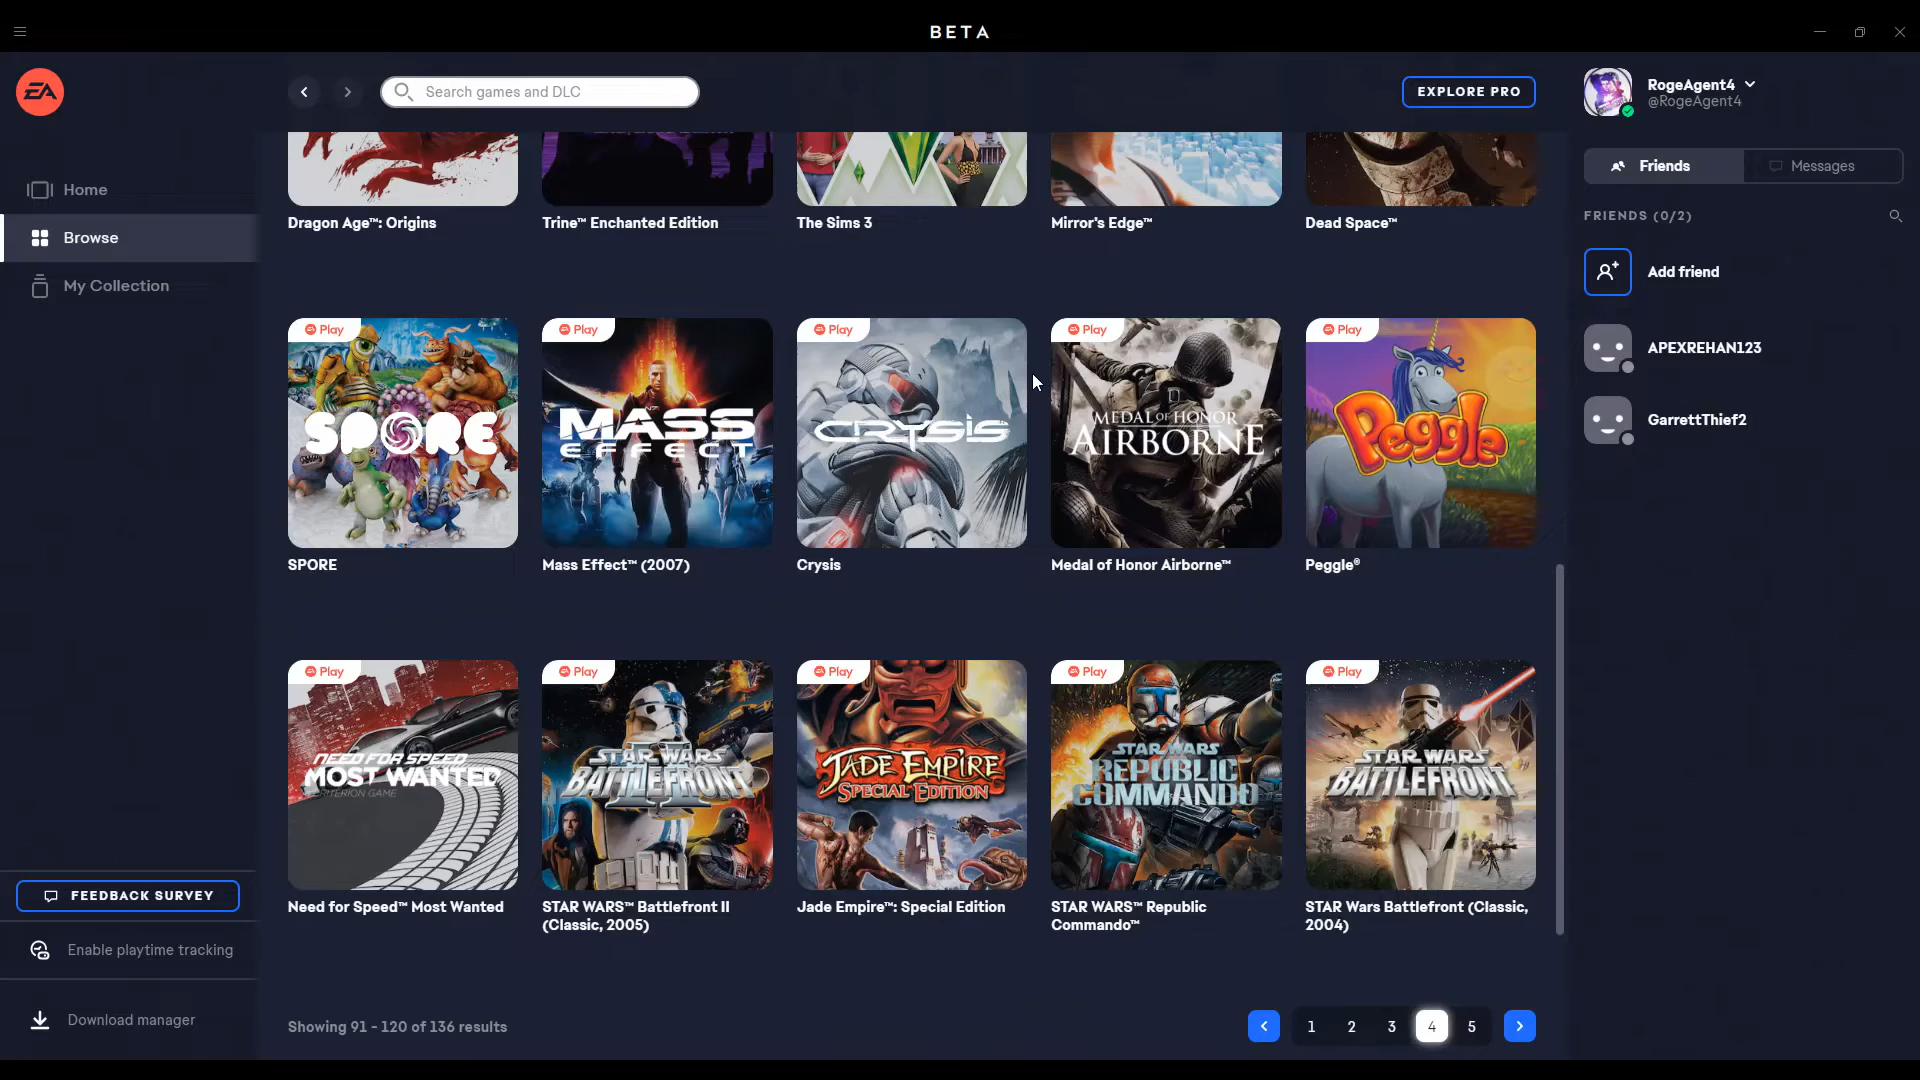 BETA
EA
Search games and DLC
EXPLORE PRO
RogeAgent4
@RogeAgent4
Home
Browse
My Collection
Friends
Messages
FRIENDS (0/2)
Add friend
APEXREHAN123
GarrettThief2
Dragon Age™: Origins
Trine™ Enchanted Edition
The Sims 3
Mirror's Edge™
Dead Space™
Play
Play
Play
Play
Play
SPORE
MASS
EFFECT
CRYSIS
MEDAL OF HONOR
AIRBORNE
Peggle
SPORE
Mass Effect™ (2007)
Crysis
Medal of Honor Airborne™
Peggle®
Play
Play
Play
Play
Play
NEED FOR SPEED
MOST WANTED
A CRITERION GAME
STAR WARS
BATTLEFRONT
II
JADE EMPIRE
SPECIAL EDITION
STAR WARS
REPUBLIC
COMMANDO
STAR WARS
BATTLEFRONT
Need for Speed™ Most Wanted
STAR WARS™ Battlefront II
(Classic, 2005)
Jade Empire™: Special Edition
STAR WARS™ Republic
Commando™
STAR Wars Battlefront (Classic,
2004)
FEEDBACK SURVEY
Enable playtime tracking
Download manager
Showing 91 - 120 of 136 results
1 2 3 4 5